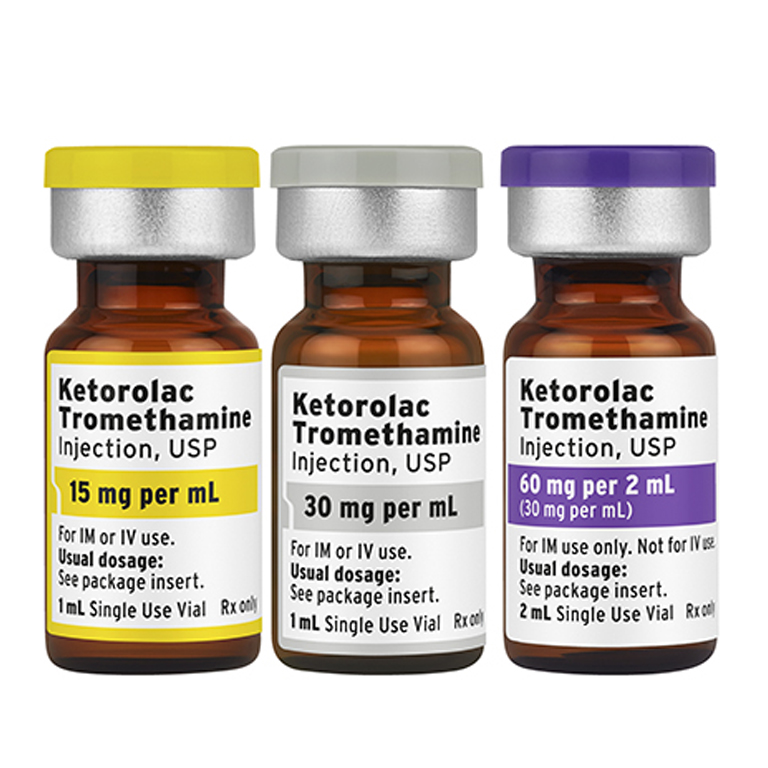 Ketorolac
Tromethamine
Injection, USP
15 mg per mL
For IM or IV use.
Usual dosage:
See package insert.
1 mL Single Use Vial Rx only
Ketorolac
Tromethamine
Injection, USP
30 mg per mL
For IM or IV use.
Usual dosage:
See package insert.
1 mL Single Use Vial Rx only
Ketorolac
Tromethamine
Injection, USP
60 mg per 2 mL
(30 mg per mL)
For IM use only. Not for IV use.
Usual dosage:
See package insert.
2 mL Single Use Vial Rx only